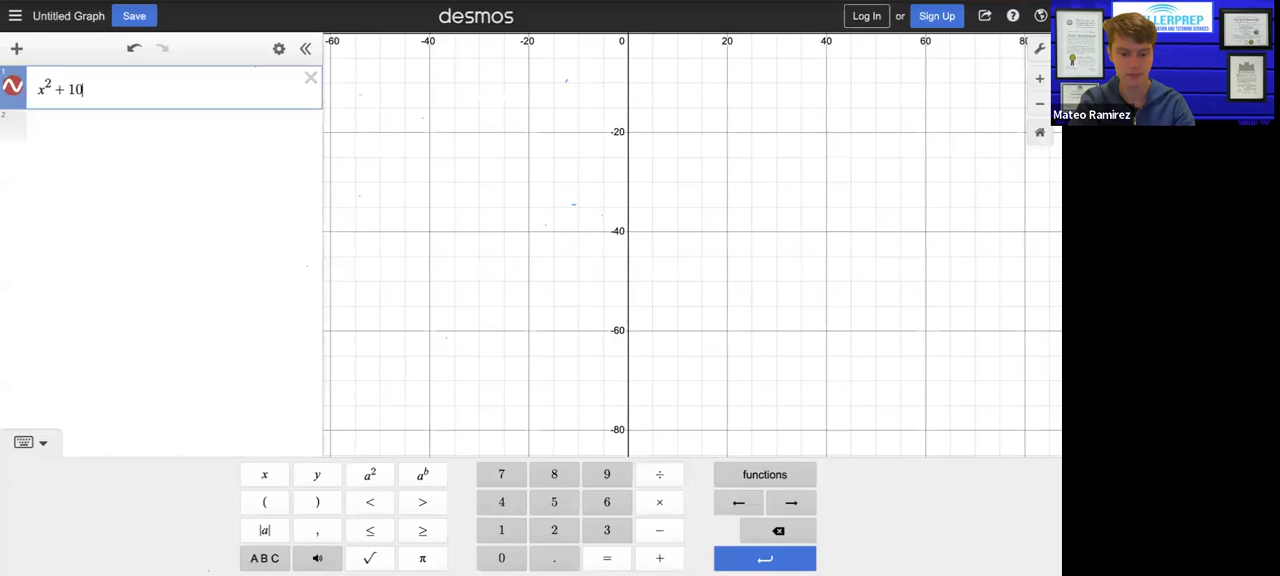 Untitled Graph
Save
desmos
Log In
or
Sign Up
1
x² + 10
2
-60
-40
-20
0
20
40
60
-20
-40
-60
-80
Mateo Ramirez
x
y
a²
aᵇ
7
8
9
÷
functions
(
)
<
>
4
5
6
×
←
→
|a|
,
≤
≥
1
2
3
−
A B C
√
π
0
.
=
+